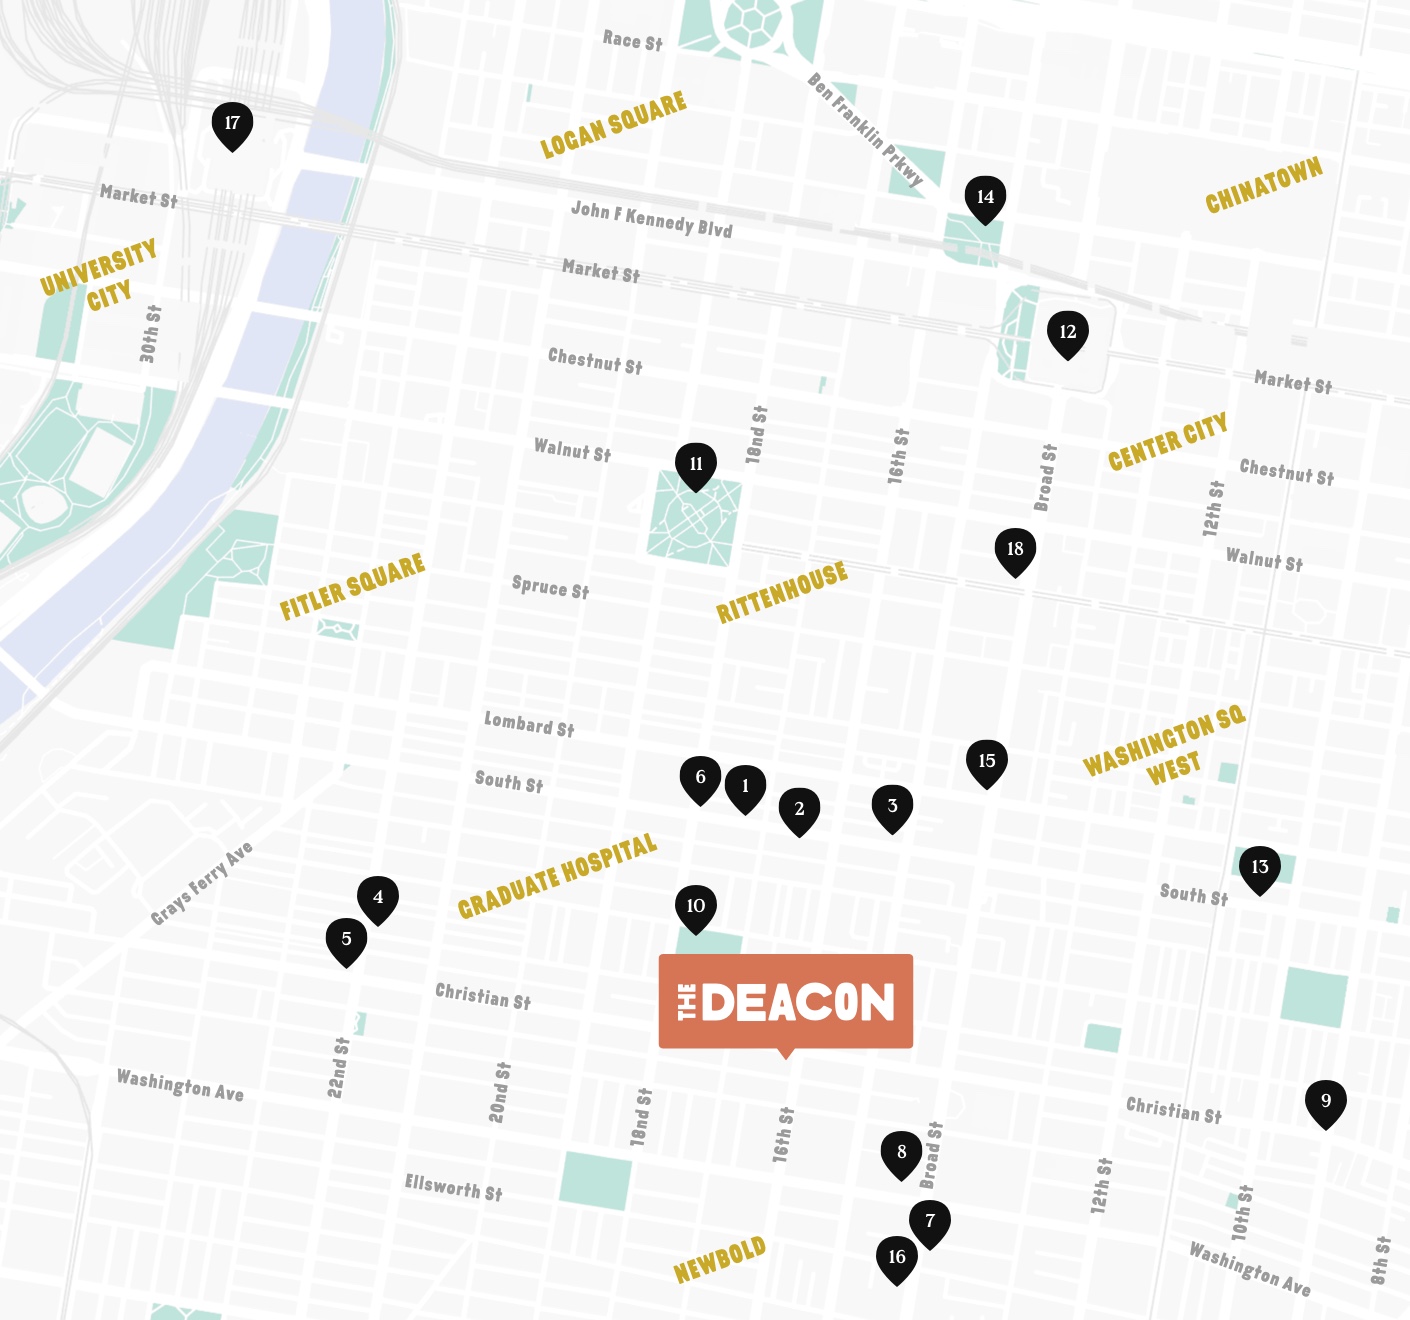 Race St
Ben Franklin Prkwy
LOGAN SQUARE
17
CHINATOWN
Market St
14
John F Kennedy Blvd
UNIVERSITY
CITY
Market St
30th St
12
Chestnut St
Market St
18nd St
16th St
Walnut St
11
CENTER CITY
Broad St
Chestnut St
12th St
18
Walnut St
FITLER SQUARE
Spruce St
RITTENHOUSE
Lombard St
WASHINGTON SQ
WEST
South St
6
1
2
3
15
GRADUATE HOSPITAL
Grays Ferry Ave
4
5
10
13
South St
THE DEACON
Christian St
22nd St
Washington Ave
20nd St
18nd St
16th St
Broad St
Christian St
9
8
12th St
Ellsworth St
7
10th St
16
NEWBOLD
Washington Ave
8th St